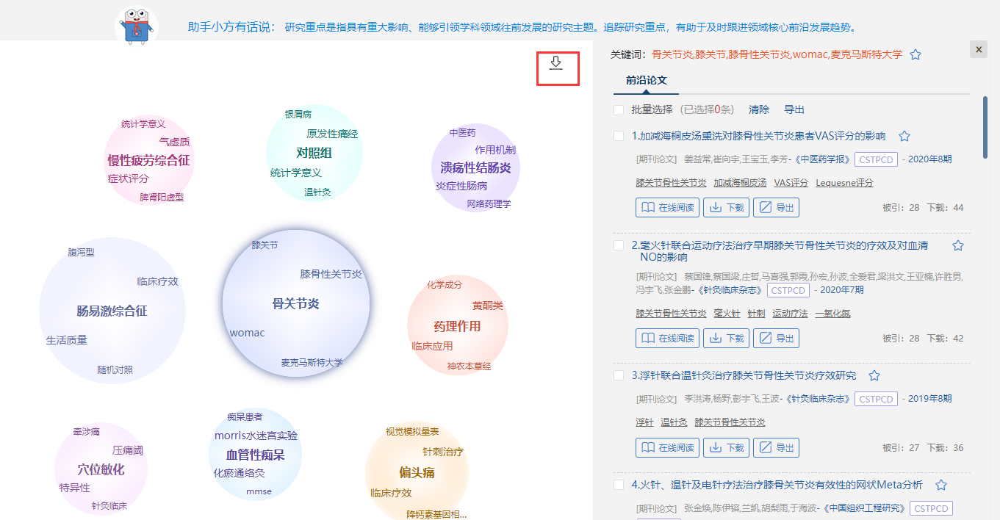 助手小方有话说： 研究重点是指具有重大影响、能够引领学科领域往前发展的研究主题。追踪研究重点，有助于及时跟进领域核心前沿发展趋势。
统计学意义
气虚质
慢性疲劳综合征
症状评分
脾肾阳虚型
银屑病
原发性痛经
对照组
统计学意义
温针灸
中医药
作用机制
溃疡性结肠炎
炎症性肠病
网络药理学
腹泻型
临床疗效
肠易激综合征
生活质量
随机对照
膝关节
膝骨性关节炎
骨关节炎
womac
麦克马斯特大学
化学成分
黄酮类
药理作用
临床应用
神农本草经
牵涉痛
压痛阈
穴位敏化
特异性
针灸临床
痴呆患者
morris水迷宫实验
血管性痴呆
化瘀通络灸
mmse
视觉模拟量表
针刺治疗
偏头痛
临床疗效
降钙素基因相...
关键词： 骨关节炎,膝关节,膝骨性关节炎,womac,麦克马斯特大学
前沿论文
批量选择 (已选择0条) 清除 导出
1.加减海桐皮汤熏洗对膝骨性关节炎患者VAS评分的影响
[期刊论文] 姜益常,崔向宇,王宝玉,李芳-《中医药学报》 CSTPCD - 2020年8期
膝关节骨性关节炎 加减海桐皮汤 VAS评分 Lequesne评分
在线阅读 下载 导出 被引： 28 下载： 44
2.毫火针联合运动疗法治疗早期膝关节骨性关节炎的疗效及对血清
NO的影响
[期刊论文] 蔡国锋,蔡国梁,庄哲,马喜强,郭霞,孙宏,孙波,全爱君,梁洪文,王亚楠,许胜男,
冯宇飞,张金鹏-《针灸临床杂志》 CSTPCD - 2020年7期
膝关节骨性关节炎 毫火针 针刺 运动疗法 一氧化氮
在线阅读 下载 导出 被引： 28 下载： 42
3.浮针联合温针灸治疗膝关节骨性关节炎疗效研究
[期刊论文] 李洪涛,杨野,彭宇飞,王波-《针灸临床杂志》 CSTPCD - 2019年8期
浮针 温针灸 膝关节骨性关节炎
在线阅读 下载 导出 被引： 27 下载： 36
4.火针、温针及电针疗法治疗膝骨关节炎有效性的网状Meta分析
[期刊论文] 张金焕,陈伊镕,兰凯,胡梨雨,于海波-《中国组织工程研究》 CSTPCD